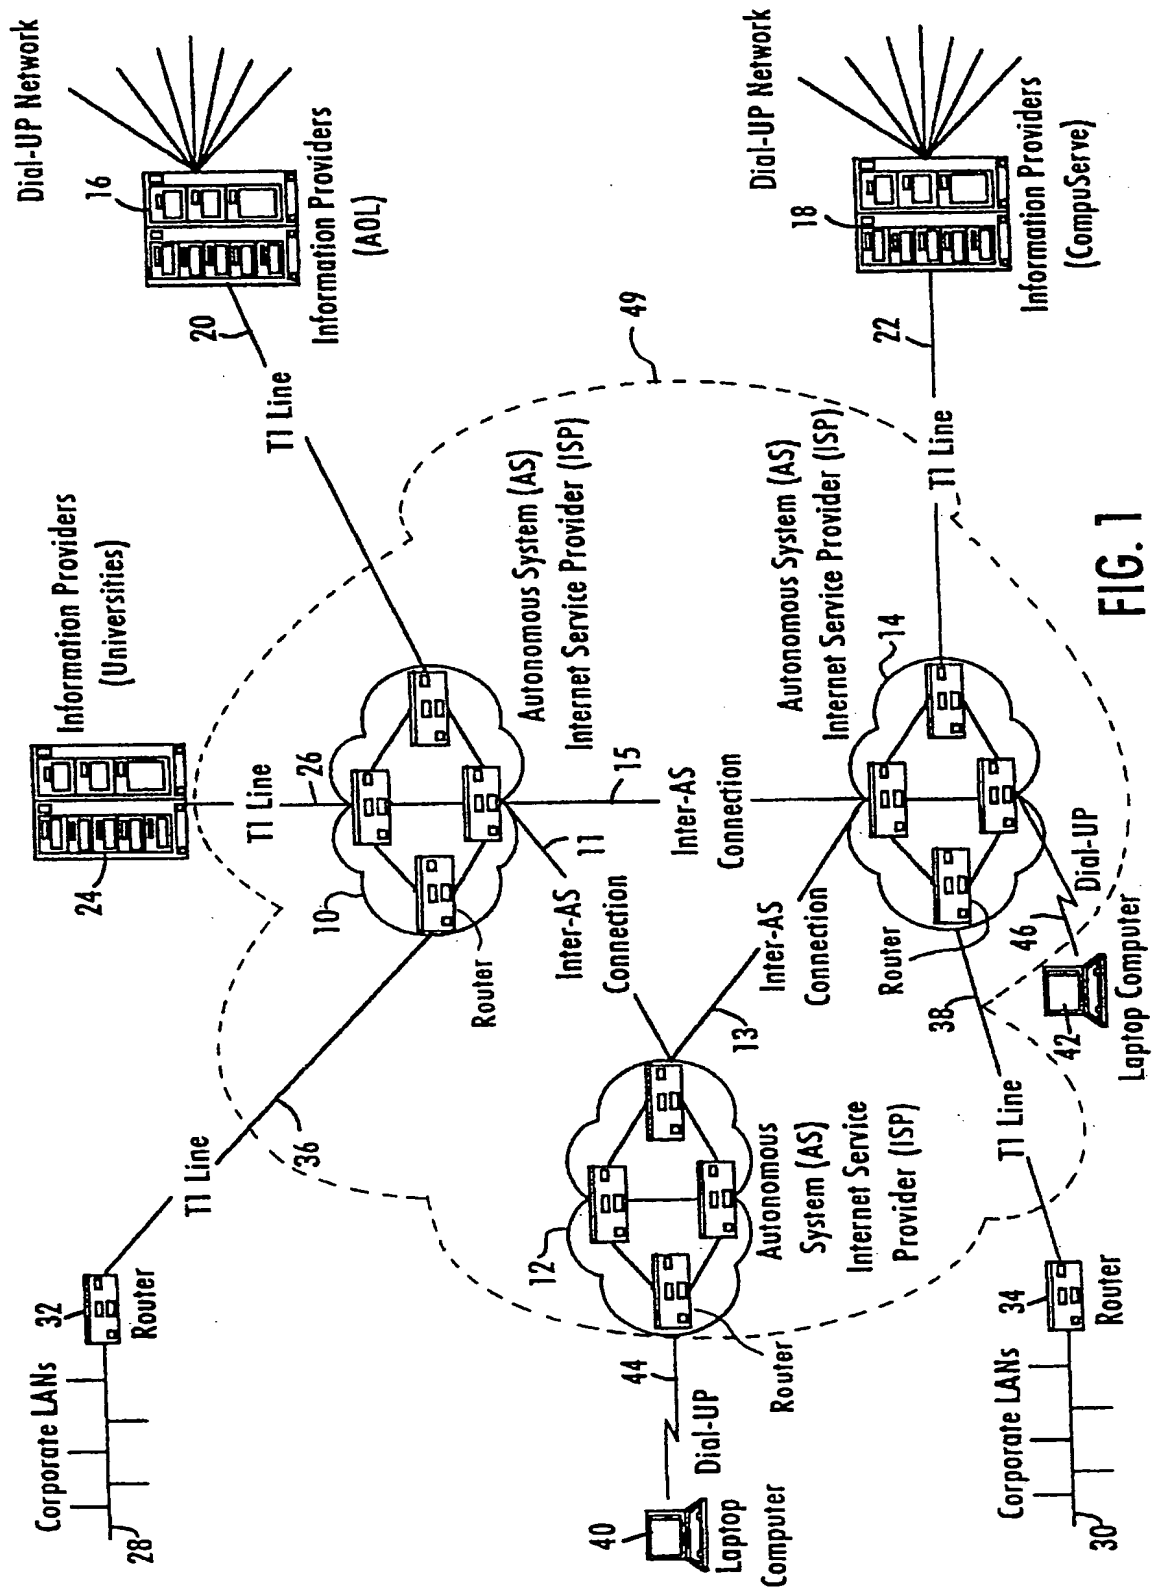 Corporate LANs
28
32
Router
T1 Line
36
24
Information Providers
(Universities)
T1 Line
26
Dial-UP Network
16
Information Providers
(AOL)
20
T1 Line
10
Router
Autonomous System (AS)
Internet Service Provider (ISP)
49
Inter-AS
Connection
11
Inter-AS
Connection
15
Inter-AS
Connection
13
12
Autonomous
System (AS)
Internet Service
Provider (ISP)
Router
44
Dial-UP
40
Laptop
Computer
Autonomous System (AS)
Internet Service Provider (ISP)
14
Router
T1 Line
22
Dial-UP Network
18
Information Providers
(CompuServe)
38
T1 Line
46
Dial-UP
42
Laptop Computer
Corporate LANs
30
34
Router
FIG. 1